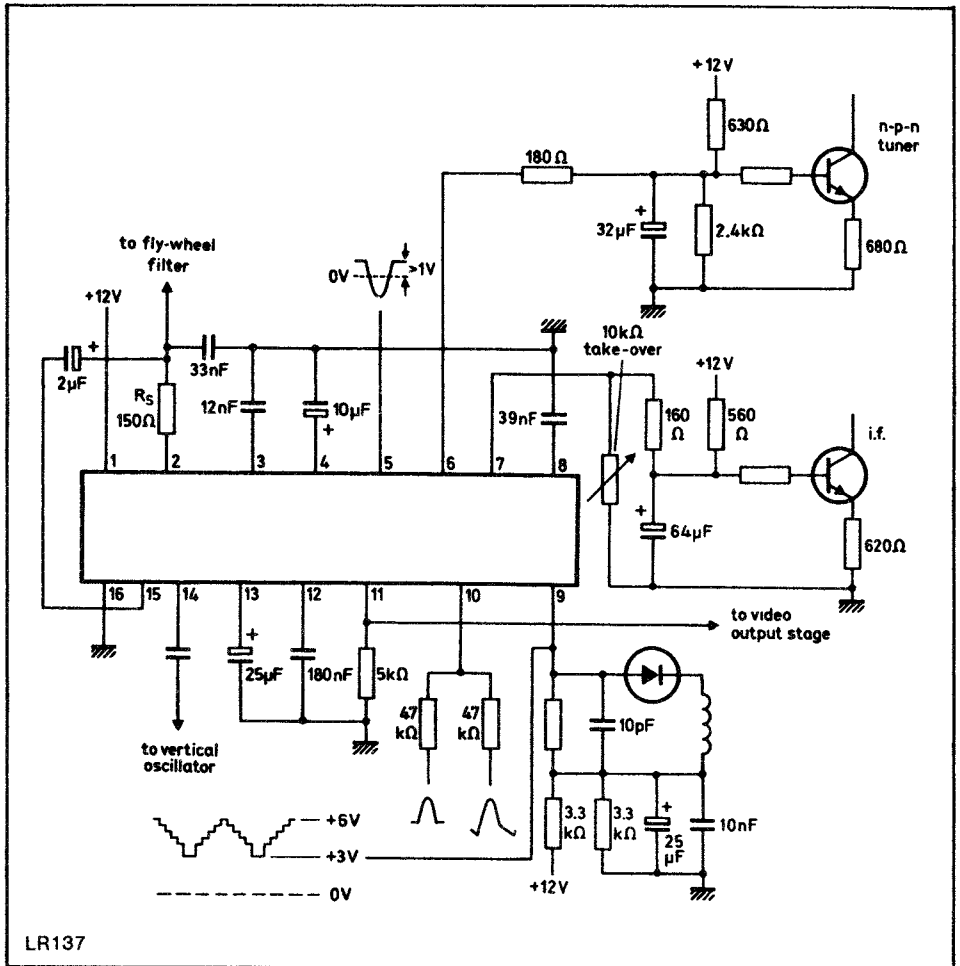 +12V
630Ω
n-p-n
tuner
180 Ω
+
32µF
2.4kΩ
680Ω
to fly-wheel
filter
0V
>1V
+12V
10kΩ
take-over
+12V
+
2µF
33nF
RS
150Ω
12nF
10µF
+
39nF
160
Ω
560
Ω
i.f.
1
2
3
4
5
6
7
8
+
64µF
620Ω
16
15
14
13
12
11
10
9
to video
output stage
+
25µF
180nF
5kΩ
47
kΩ
47
kΩ
10pF
to vertical
oscillator
+6V
+3V
0V
3.3
kΩ
3.3
kΩ
+
25
µF
10nF
+12V
LR137